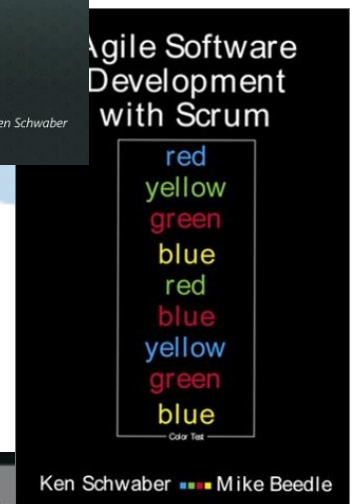 en Schwaber
Agile Software
Development
with Scrum
red
yellow
green
blue
red
blue
yellow
green
blue
Color Test
Ken Schwaber Mike Beedle